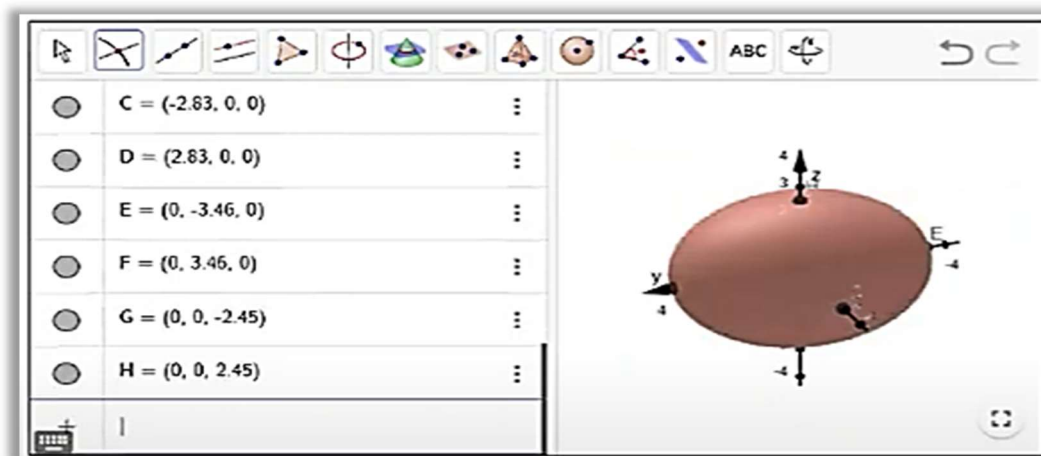 ABC
C = (-2.83, 0, 0)
D = (2.83, 0, 0)
E = (0, -3.46, 0)
F = (0, 3.46, 0)
G = (0, 0, -2.45)
H = (0, 0, 2.45)
4
z
3
E
-4
y
4
-4